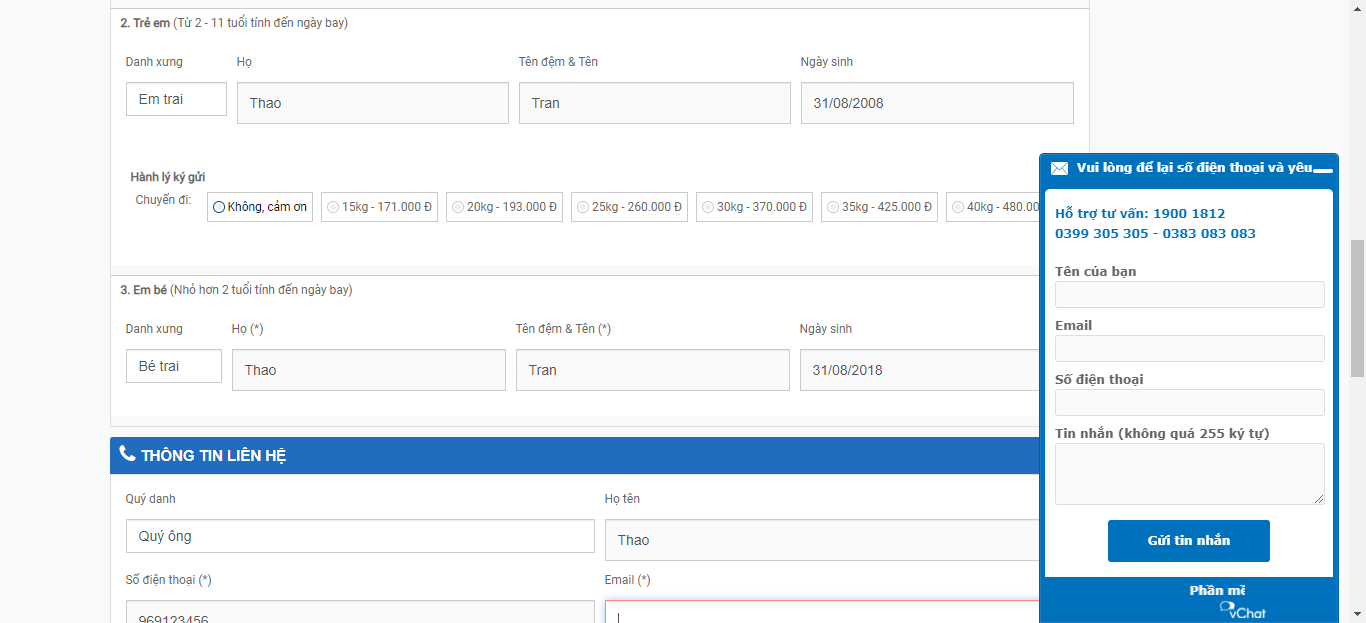 2. Trẻ em (Từ 2 - 11 tuổi tính đến ngày bay)
Danh xưng Họ Tên đệm & Tên Ngày sinh
Em trai Thao Tran 31/08/2008
Hành lý ký gửi
Chuyến đi: Không, cảm ơn 15kg - 171.000 Đ 20kg - 193.000 Đ 25kg - 260.000 Đ 30kg - 370.000 Đ 35kg - 425.000 Đ 40kg - 480.00
3. Em bé (Nhỏ hơn 2 tuổi tính đến ngày bay)
Danh xưng Họ (*) Tên đệm & Tên (*) Ngày sinh
Bé trai Thao Tran 31/08/2018
THÔNG TIN LIÊN HỆ
Quý danh Họ tên
Quý ông Thao
Số điện thoại (*) Email (*)
969123456
Vui lòng để lại số điện thoại và yêu
Hỗ trợ tư vấn: 1900 1812
0399 305 305 - 0383 083 083
Tên của bạn
Email
Số điện thoại
Tin nhắn (không quá 255 ký tự)
Gửi tin nhắn
Phần mề
vChat